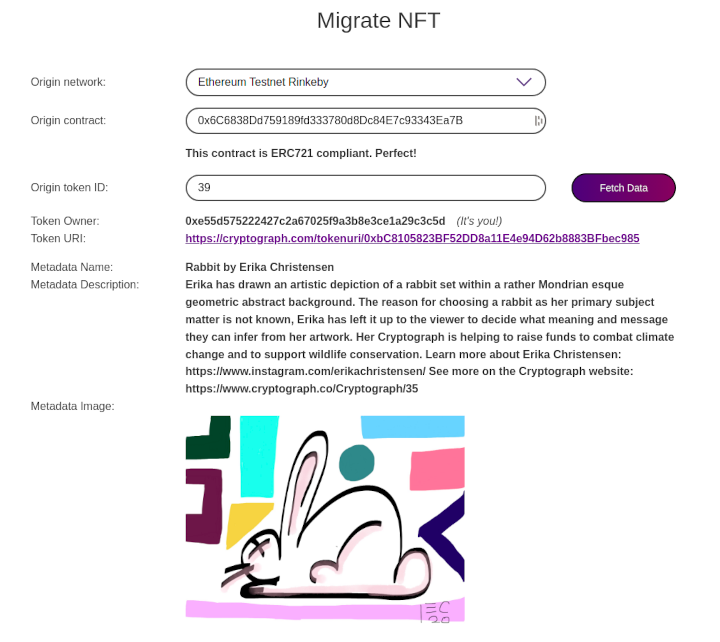 Migrate NFT
Origin network: Ethereum Testnet Rinkeby
Origin contract: 0x6C6838Dd759189fd333780d8Dc84E7c93343Ea7B
This contract is ERC721 compliant. Perfect!
Origin token ID: 39 Fetch Data
Token Owner: 0xe55d575222427c2a67025f9a3b8e3ce1a29c3c5d (It's you!)
Token URI: https://cryptograph.com/tokenuri/0xbC8105823BF52DD8a11E4e94D62b8883BFbec985
Metadata Name: Rabbit by Erika Christensen
Metadata Description: Erika has drawn an artistic depiction of a rabbit set within a rather Mondrian esque
geometric abstract background. The reason for choosing a rabbit as her primary subject
matter is not known, Erika has left it up to the viewer to decide what meaning and message
they can infer from her artwork. Her Cryptograph is helping to raise funds to combat climate
change and to support wildlife conservation. Learn more about Erika Christensen:
https://www.instagram.com/erikachristensen/ See more on the Cryptograph website:
https://www.cryptograph.co/Cryptograph/35
Metadata Image:
EC